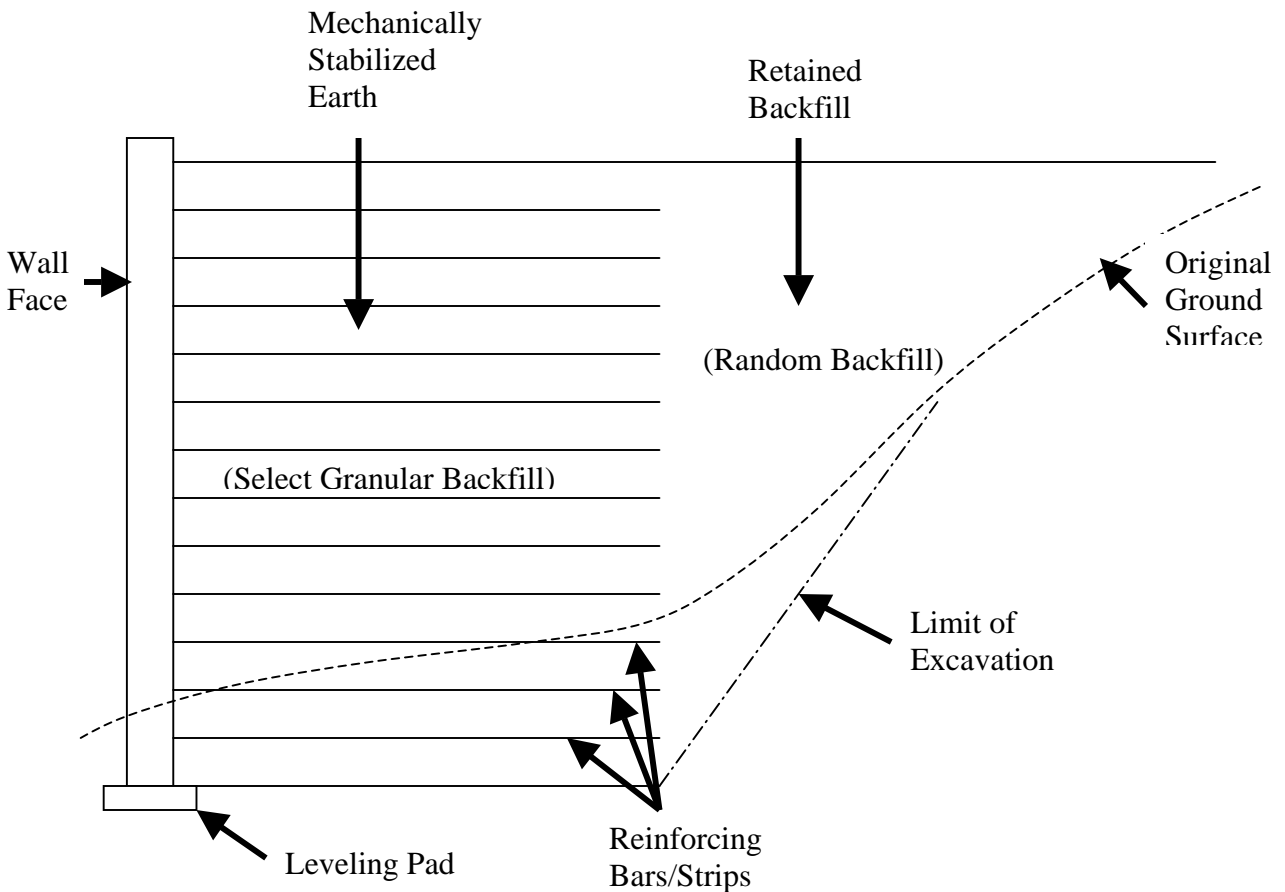 Mechanically
Stabilized
Earth
Retained
Backfill
Wall
Face
Original
Ground
Surface
(Random Backfill)
(Select Granular Backfill)
Limit of
Excavation
Reinforcing
Bars/Strips
Leveling Pad